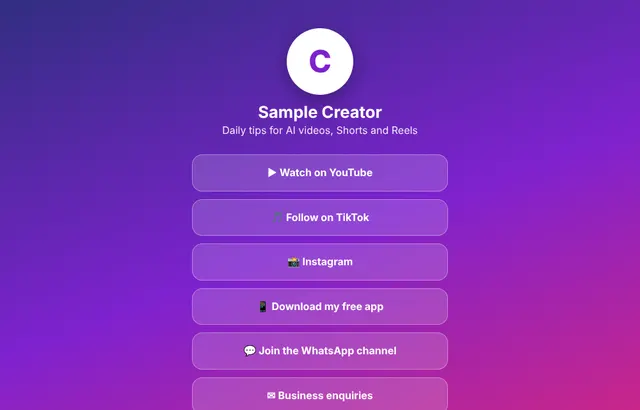 C
Sample Creator
Daily tips for AI videos, Shorts and Reels
▶ Watch on YouTube
🎵 Follow on TikTok
📸 Instagram
📱 Download my free app
💬 Join the WhatsApp channel
✉ Business enquiries